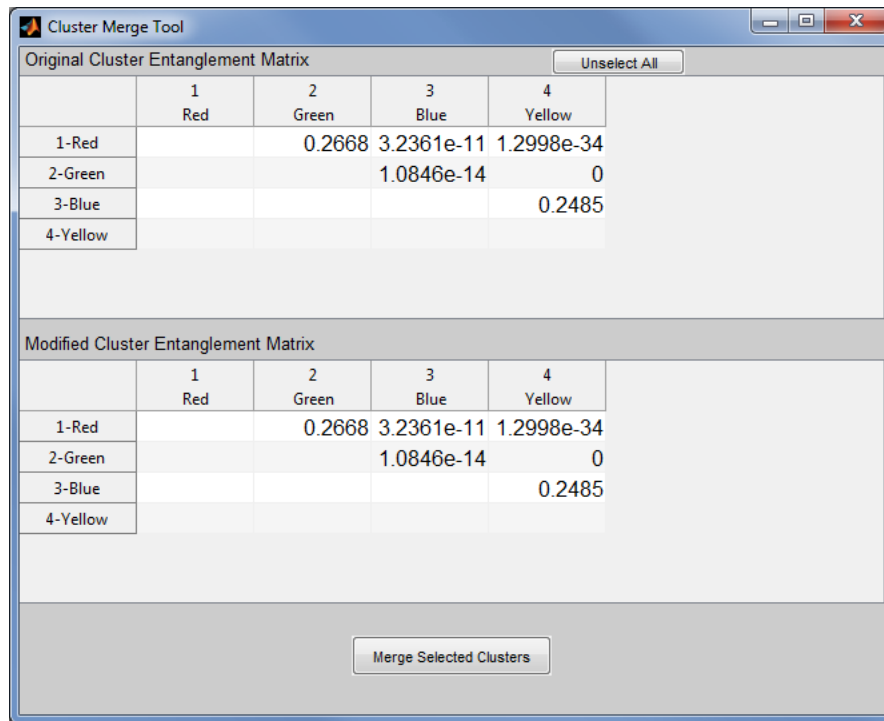 Cluster Merge Tool
Original Cluster Entanglement Matrix Unselect All
1 2 3 4
Red Green Blue Yellow
1-Red 0.2668 3.2361e-11 1.2998e-34
2-Green 1.0846e-14 0
3-Blue 0.2485
4-Yellow
Modified Cluster Entanglement Matrix
1 2 3 4
Red Green Blue Yellow
1-Red 0.2668 3.2361e-11 1.2998e-34
2-Green 1.0846e-14 0
3-Blue 0.2485
4-Yellow
Merge Selected Clusters